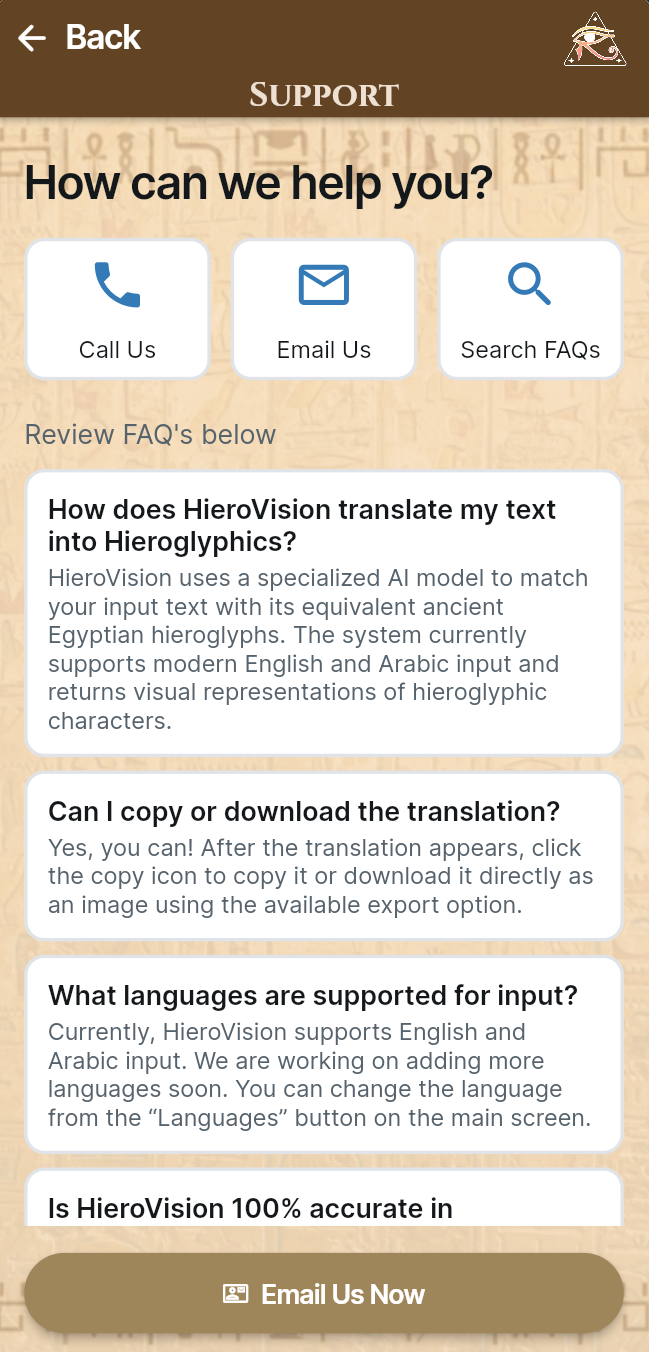 Back
Support
How can we help you?
Call Us
Email Us
Search FAQs
Review FAQ's below
How does HieroVision translate my text
into Hieroglyphics?
HieroVision uses a specialized AI model to match
your input text with its equivalent ancient
Egyptian hieroglyphs. The system currently
supports modern English and Arabic input and
returns visual representations of hieroglyphic
characters.
Can I copy or download the translation?
Yes, you can! After the translation appears, click
the copy icon to copy it or download it directly as
an image using the available export option.
What languages are supported for input?
Currently, HieroVision supports English and
Arabic input. We are working on adding more
languages soon. You can change the language
from the “Languages” button on the main screen.
Is HieroVision 100% accurate in
Email Us Now